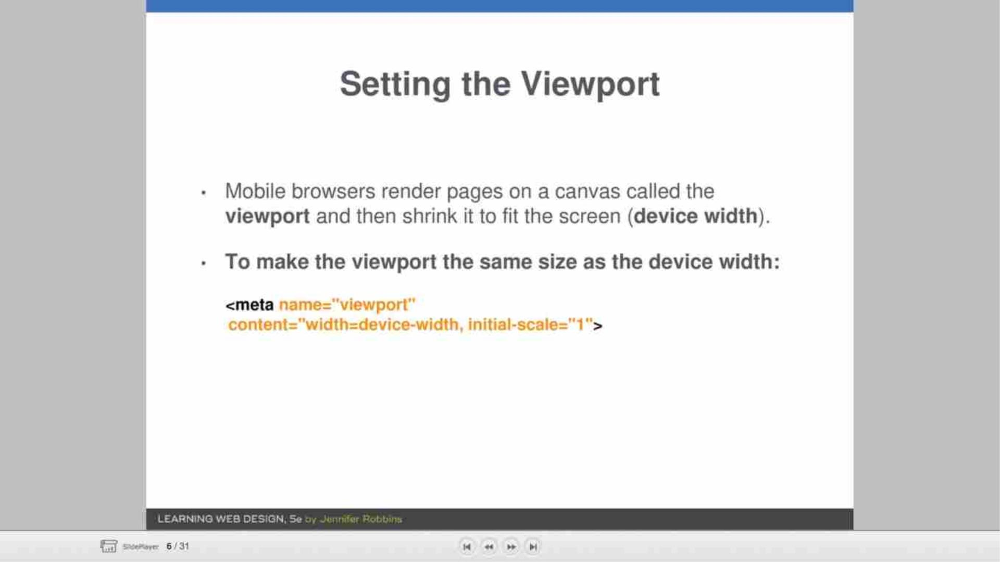 Setting the Viewport
• Mobile browsers render pages on a canvas called the
viewport and then shrink it to fit the screen (device width).
• To make the viewport the same size as the device width:
<meta name="viewport"
content="width=device-width, initial-scale="1">
LEARNING WEB DESIGN, 5e by Jennifer Robbins
SlidePlayer 6 / 31